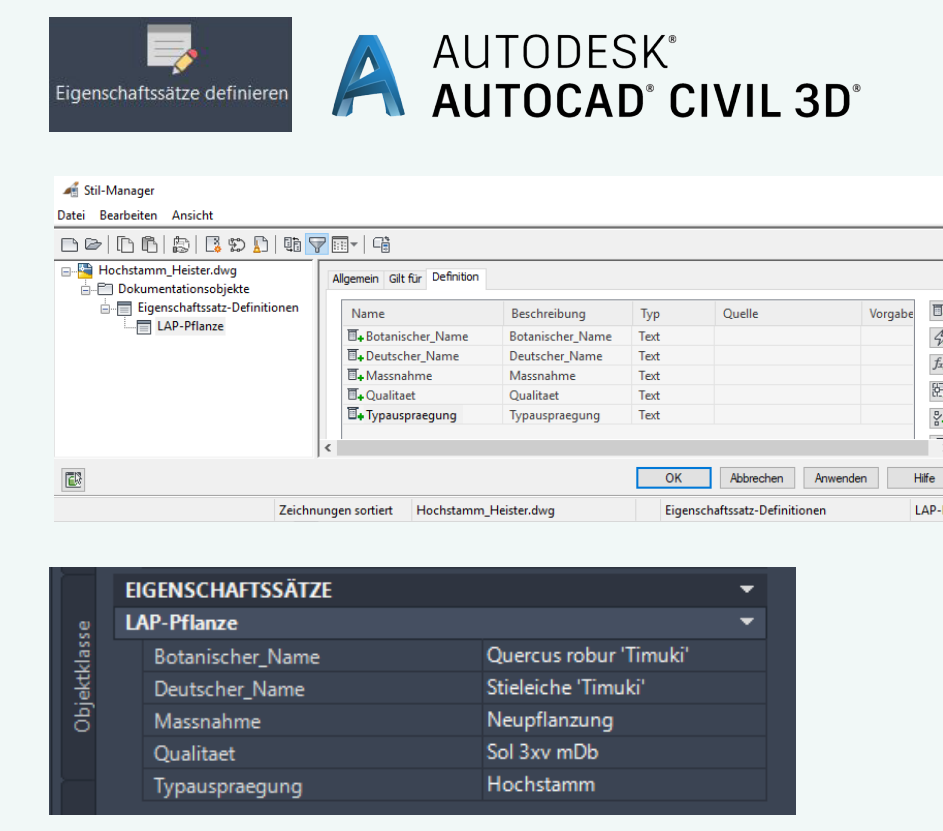 Eigenschaftssätze definieren
AUTODESK®
AUTOCAD® CIVIL 3D®
Stil-Manager
Datei Bearbeiten Ansicht
Hochstamm_Heister.dwg
Dokumentationsobjekte
Eigenschaftssatz-Definitionen
LAP-Pflanze
Allgemein Gilt für Definition
Name Beschreibung Typ Quelle Vorgabe
Botanischer_Name Botanischer_Name Text
Deutscher_Name Deutscher_Name Text
Massnahme Massnahme Text
Qualitaet Qualitaet Text
Typauspraegung Typauspraegung Text
OK Abbrechen Anwenden Hilfe
Zeichnungen sortiert Hochstamm_Heister.dwg Eigenschaftssatz-Definitionen LAP-
Objektklasse
EIGENSCHAFTSSÄTZE
LAP-Pflanze
Botanischer_Name Quercus robur 'Timuki'
Deutscher_Name Stieleiche 'Timuki'
Massnahme Neupflanzung
Qualitaet Sol 3xv mDb
Typauspraegung Hochstamm